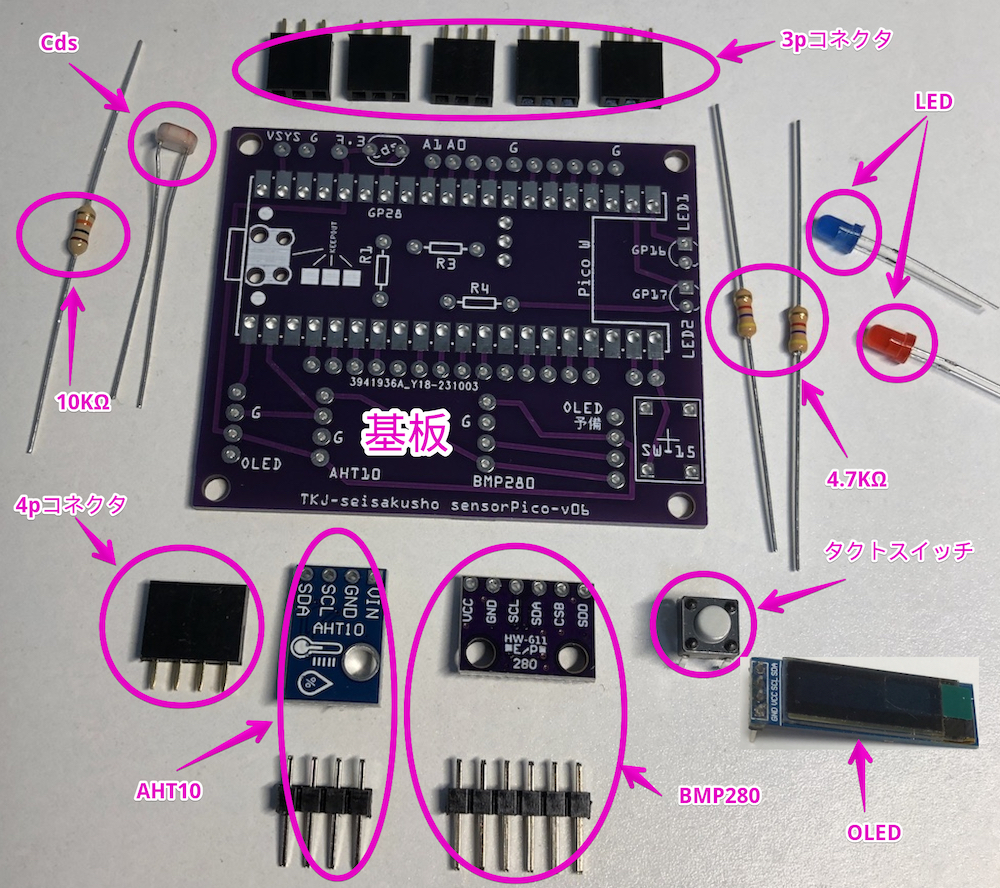 Cds
3pコネクタ
LED
VSYS G 3.3 Cds A1 A0 G G
GP28
KEEPOUT
R1
R3
R4
Pico W
LED1
GP16
GP17
LED2
10KΩ
3941936A_Y18-231003
基板
G
G
G
OLED
予備
OLED
AHT10
BMP280
SW-15
TKJ-seisakusho sensorPico-v06
4.7KΩ
4pコネクタ
タクトスイッチ
SDA
SCL
GND
VIN
AHT10
%
VCC
GND
SCL
SDA
CSB
SDD
HW-611
E/P
280
GND VCC SCL SDA
AHT10
BMP280
OLED